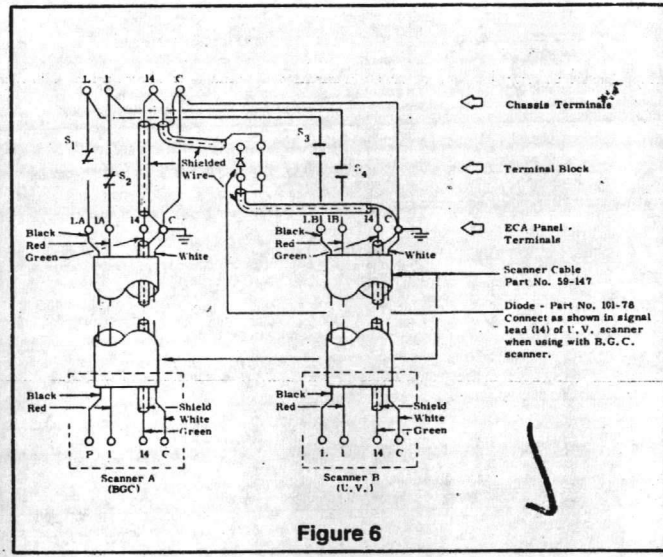 L 1 14 C
Chassis Terminals
S1
S3
S2
Shielded
Wire
S4
Terminal Block
LA 1A 14 C
LB 1B 14 C
ECA Panel -
Terminals
Black
Red
Green
White
Black
Red
Green
White
Scanner Cable
Part No. 59-147
Diode - Part No. 101-78
Connect as shown in signal
lead (14) of U.V. scanner
when using with B.G.C.
scanner.
Black
Red
Shield
White
Green
Black
Red
Shield
White
Green
P 1 14 C
L 1 14 C
Scanner A
(BGC)
Scanner B
(U.V.)
Figure 6